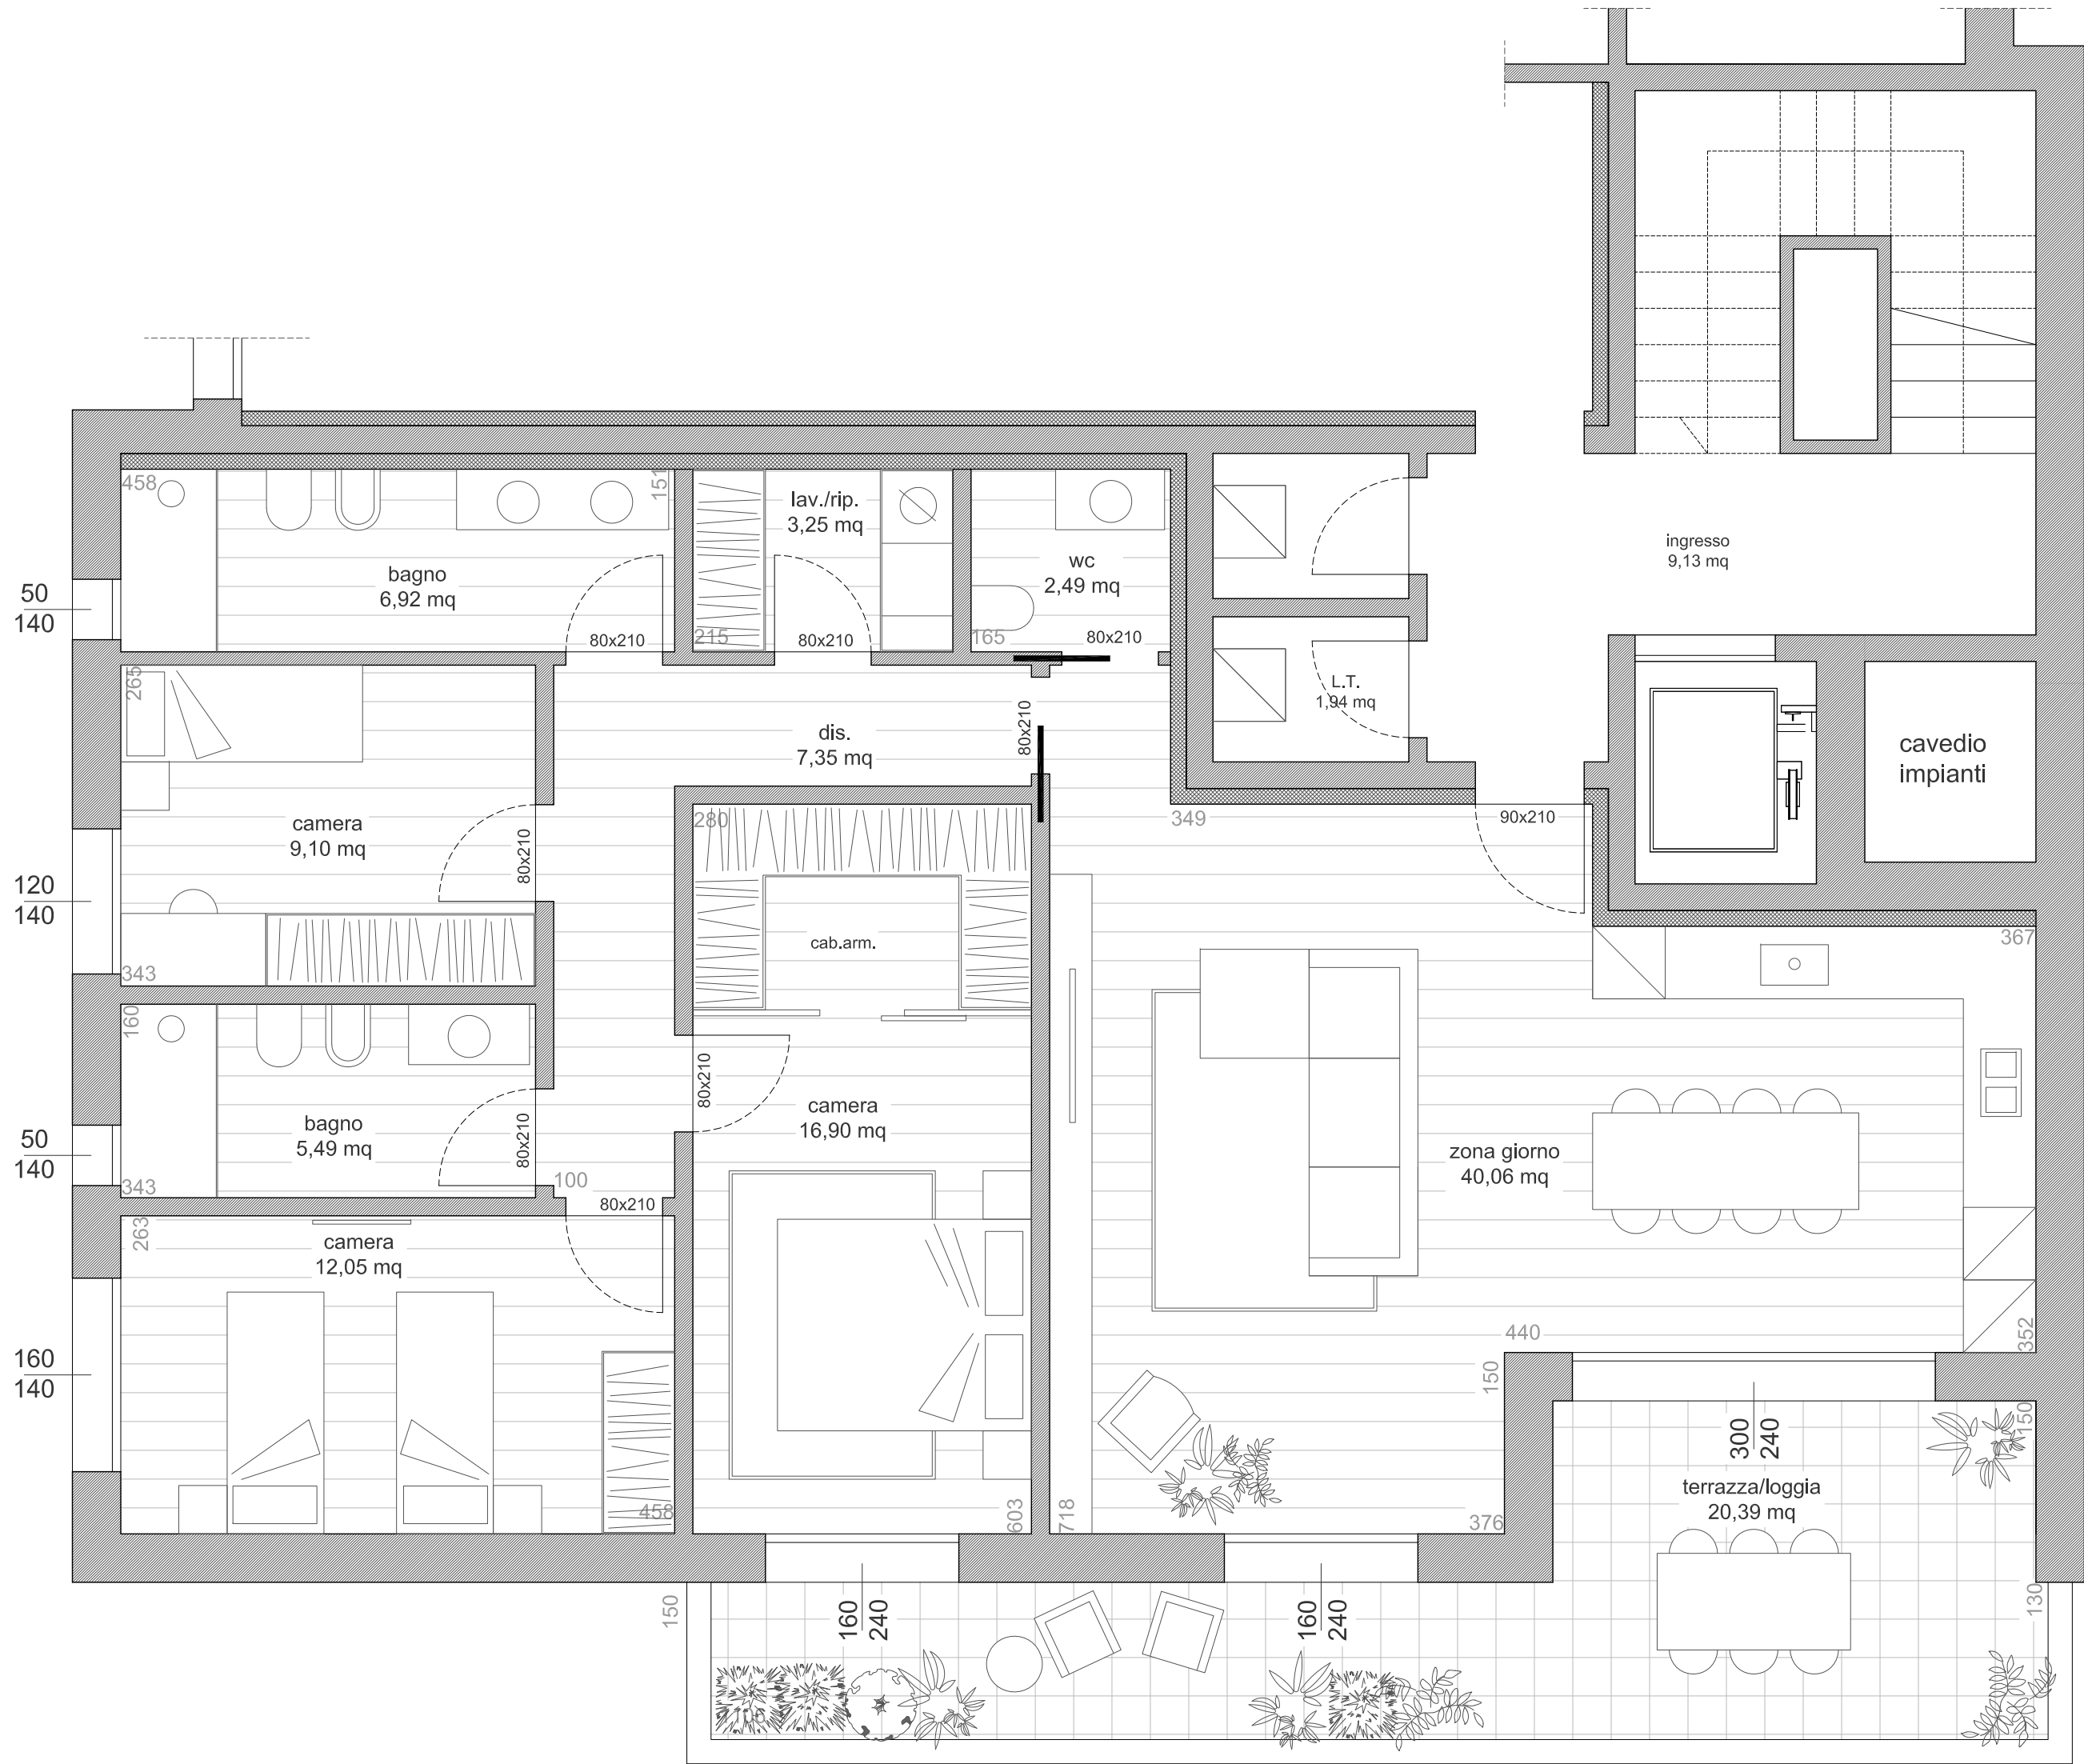 458
151
lav./rip.
3,25 mq
bagno
6,92 mq
wc
2,49 mq
ingresso
9,13 mq
50
140
80x210
215
80x210
165
80x210
265
L.T.
1,94 mq
80x210
dis.
7,35 mq
cavedio
impianti
camera
9,10 mq
80x210
280
349
90x210
120
140
cab.arm.
367
343
160
bagno
5,49 mq
80x210
80x210
camera
16,90 mq
zona giorno
40,06 mq
50
140
343
100
80x210
263
camera
12,05 mq
440
352
160
140
150
300
240
150
terrazza/loggia
20,39 mq
458
603
718
376
150
160
240
160
240
130